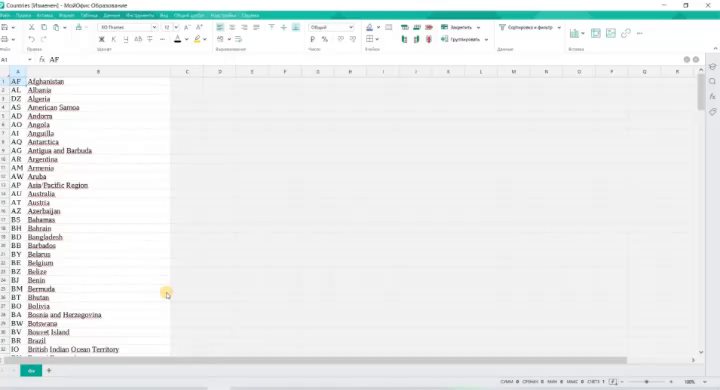 Countries [Изменен] - МойОфис Образование
Файл Правка Вставка Формат Таблица Данные Инструменты Вид Общий доступ Настройки Справка
XO Thames 12 Общий Закрепить Сортировка и фильтр
Ж К Ч АВ Т A Группировать
Файл Правка Выравнивание Число Ячейки Данные Вставка
A1 fx AF
A B C D E F G H I J K L M N O P Q R
1 AF Afghanistan
2 AL Albania
3 DZ Algeria
4 AS American Samoa
5 AD Andorra
6 AO Angola
7 AI Anguilla
8 AQ Antarctica
9 AG Antigua and Barbuda
10 AR Argentina
11 AM Armenia
12 AW Aruba
13 AP Asia/Pacific Region
14 AU Australia
15 AT Austria
16 AZ Azerbaijan
17 BS Bahamas
18 BH Bahrain
19 BD Bangladesh
20 BB Barbados
21 BY Belarus
22 BE Belgium
23 BZ Belize
24 BJ Benin
25 BM Bermuda
26 BT Bhutan
27 BO Bolivia
28 BA Bosnia and Herzegovina
29 BW Botswana
30 BV Bouvet Island
31 BR Brazil
32 IO British Indian Ocean Territory
СУММ 0 СРЗНАЧ 0 МИН 0 МАКС 0 СЧЁТЗ 1 100%